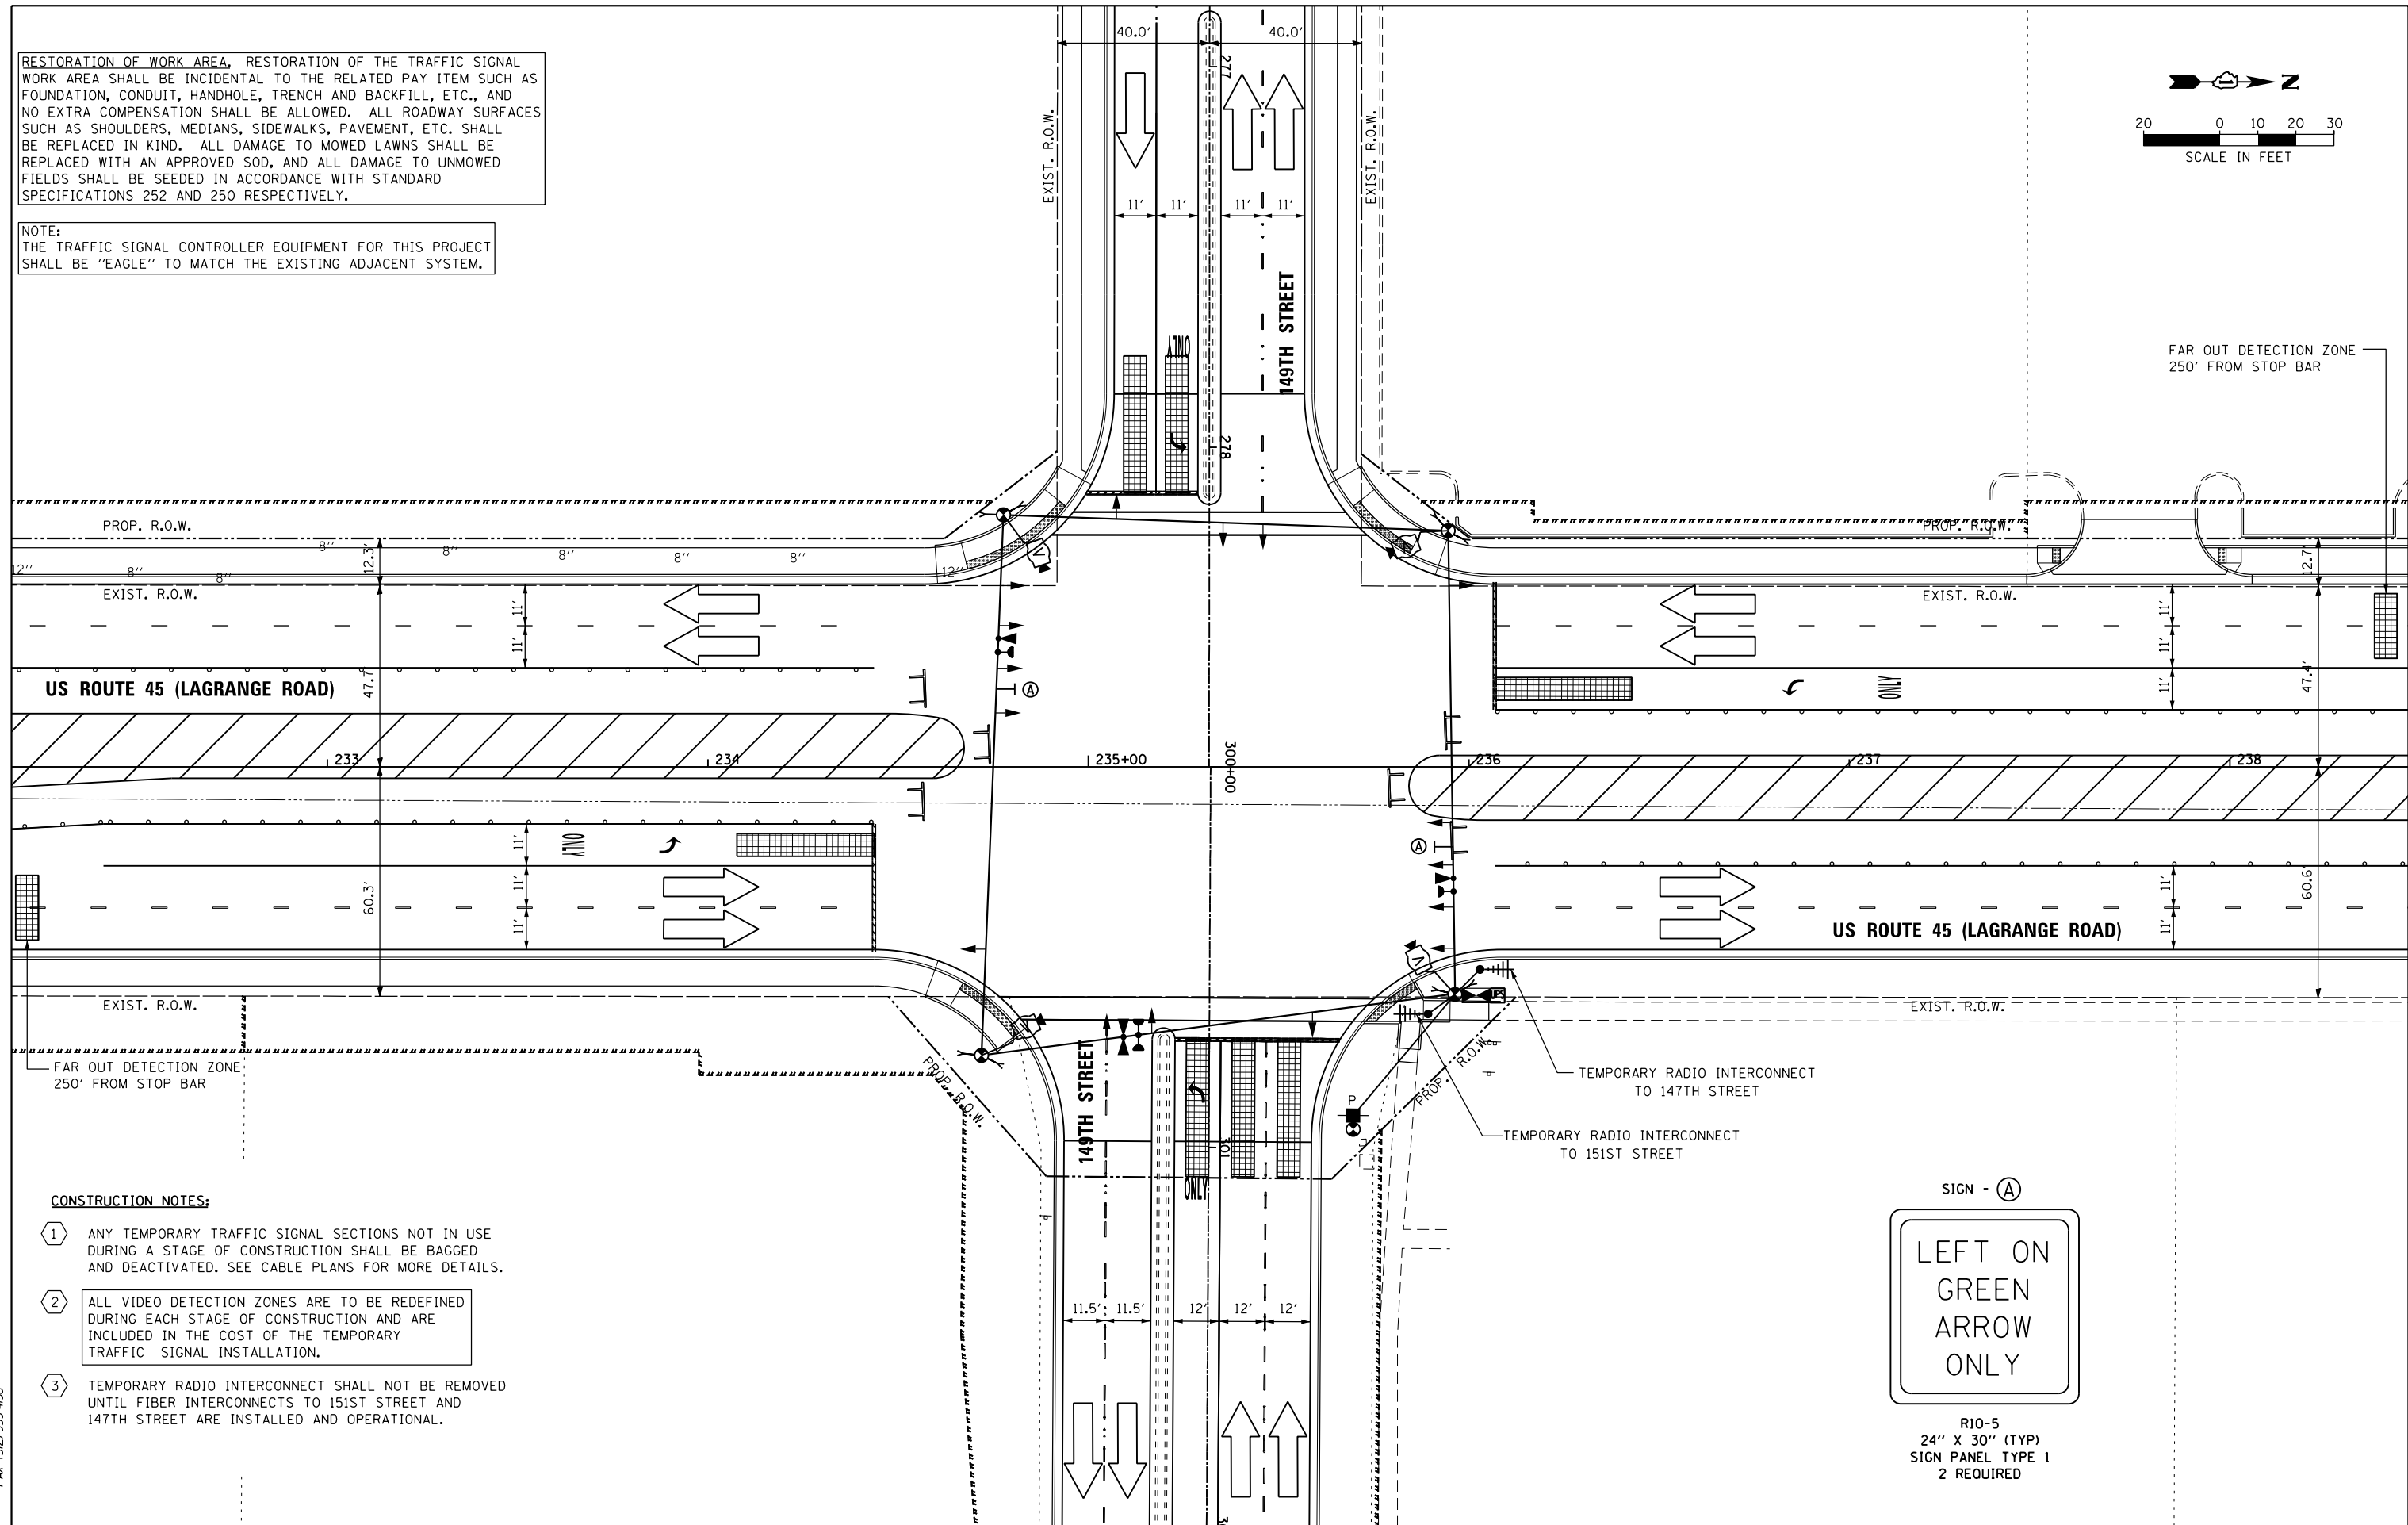 RESTORATION OF WORK AREA. RESTORATION OF THE TRAFFIC SIGNAL
WORK AREA SHALL BE INCIDENTAL TO THE RELATED PAY ITEM SUCH AS
FOUNDATION, CONDUIT, HANDHOLE, TRENCH AND BACKFILL, ETC., AND
NO EXTRA COMPENSATION SHALL BE ALLOWED. ALL ROADWAY SURFACES
SUCH AS SHOULDERS, MEDIANS, SIDEWALKS, PAVEMENT, ETC. SHALL
BE REPLACED IN KIND. ALL DAMAGE TO MOWED LAWNS SHALL BE
REPLACED WITH AN APPROVED SOD, AND ALL DAMAGE TO UNMOWED
FIELDS SHALL BE SEEDED IN ACCORDANCE WITH STANDARD
SPECIFICATIONS 252 AND 250 RESPECTIVELY.
NOTE:
THE TRAFFIC SIGNAL CONTROLLER EQUIPMENT FOR THIS PROJECT
SHALL BE "EAGLE" TO MATCH THE EXISTING ADJACENT SYSTEM.
40.0' 40.0'
277
EXIST. R.O.W.
EXIST. R.O.W.
11' 11' 11' 11'
149TH STREET
ONLY
278
N
20 0 10 20 30
SCALE IN FEET
FAR OUT DETECTION ZONE
250' FROM STOP BAR
PROP. R.O.W.
8" 8" 8" 8" 8"
12" 8" 8" 12"
12.3'
EXIST. R.O.W.
11'
11'
US ROUTE 45 (LAGRANGE ROAD)
47.7'
V
V
A
PROP. R.O.W.
12.7'
EXIST. R.O.W.
11'
11'
11'
47.4'
ONLY
233 234 235+00 236 237 238
300+00
ONLY
11'
11'
11'
60.3'
A
11'
11'
60.6'
US ROUTE 45 (LAGRANGE ROAD)
EXIST. R.O.W.
EXIST. R.O.W.
V
V
UPS
FAR OUT DETECTION ZONE
250' FROM STOP BAR
PROP. R.O.W.
149TH STREET
301
ONLY
P
PROP. R.O.W.
TEMPORARY RADIO INTERCONNECT
TO 147TH STREET
TEMPORARY RADIO INTERCONNECT
TO 151ST STREET
11.5' 11.5' 12' 12' 12'
CONSTRUCTION NOTES:
1 ANY TEMPORARY TRAFFIC SIGNAL SECTIONS NOT IN USE
DURING A STAGE OF CONSTRUCTION SHALL BE BAGGED
AND DEACTIVATED. SEE CABLE PLANS FOR MORE DETAILS.
2 ALL VIDEO DETECTION ZONES ARE TO BE REDEFINED
DURING EACH STAGE OF CONSTRUCTION AND ARE
INCLUDED IN THE COST OF THE TEMPORARY
TRAFFIC SIGNAL INSTALLATION.
3 TEMPORARY RADIO INTERCONNECT SHALL NOT BE REMOVED
UNTIL FIBER INTERCONNECTS TO 151ST STREET AND
147TH STREET ARE INSTALLED AND OPERATIONAL.
SIGN - A
LEFT ON
GREEN
ARROW
ONLY
R10-5
24" X 30" (TYP)
SIGN PANEL TYPE 1
2 REQUIRED